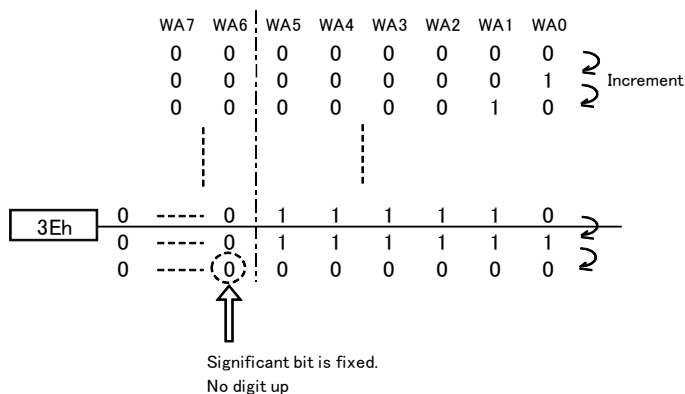 WA7 WA6 WA5 WA4 WA3 WA2 WA1 WA0
0 0 0 0 0 0 0 0
0 0 0 0 0 0 0 1 Increment
0 0 0 0 0 0 1 0
0 0 1 1 1 1 1 0
3Eh
0 0 1 1 1 1 1 1
0 0 0 0 0 0 0 0
Significant bit is fixed.
No digit up